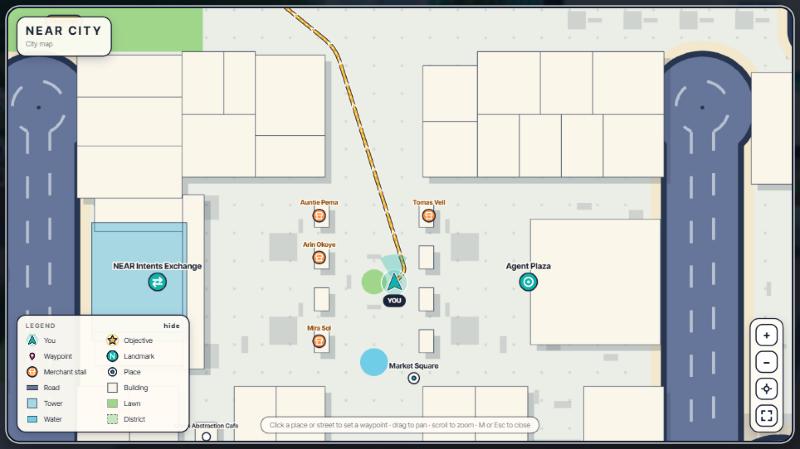 NEAR CITY
City map
Auntie Pema
Tomas Veil
Arin Okoye
NEAR Intents Exchange
Agent Plaza
YOU
Mira Sol
Market Square
LEGEND
hide
You
Objective
Waypoint
Landmark
Merchant stall
Place
Road
Building
Tower
Lawn
Water
District
Abstraction Cafe
Click a place or street to set a waypoint · drag to pan · scroll to zoom · M or Esc to close